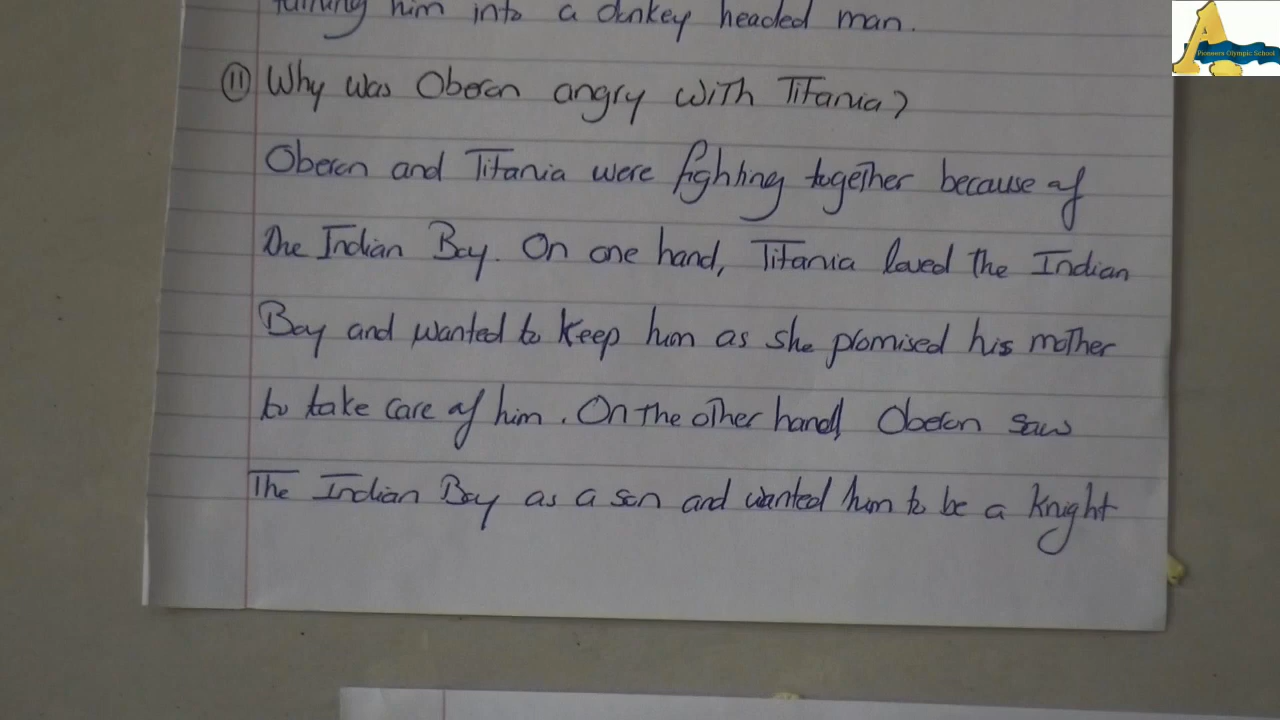 turning him into a donkey headed man.
11 Why was Oberon angry with Titania?
Oberon and Titania were fighting together because of
the Indian Boy. On one hand, Titania loved the Indian
Boy and wanted to keep him as she promised his mother
to take care of him. On the other hand, Oberon saw
The Indian Boy as a son and wanted him to be a knight
Pioneers Olympic School